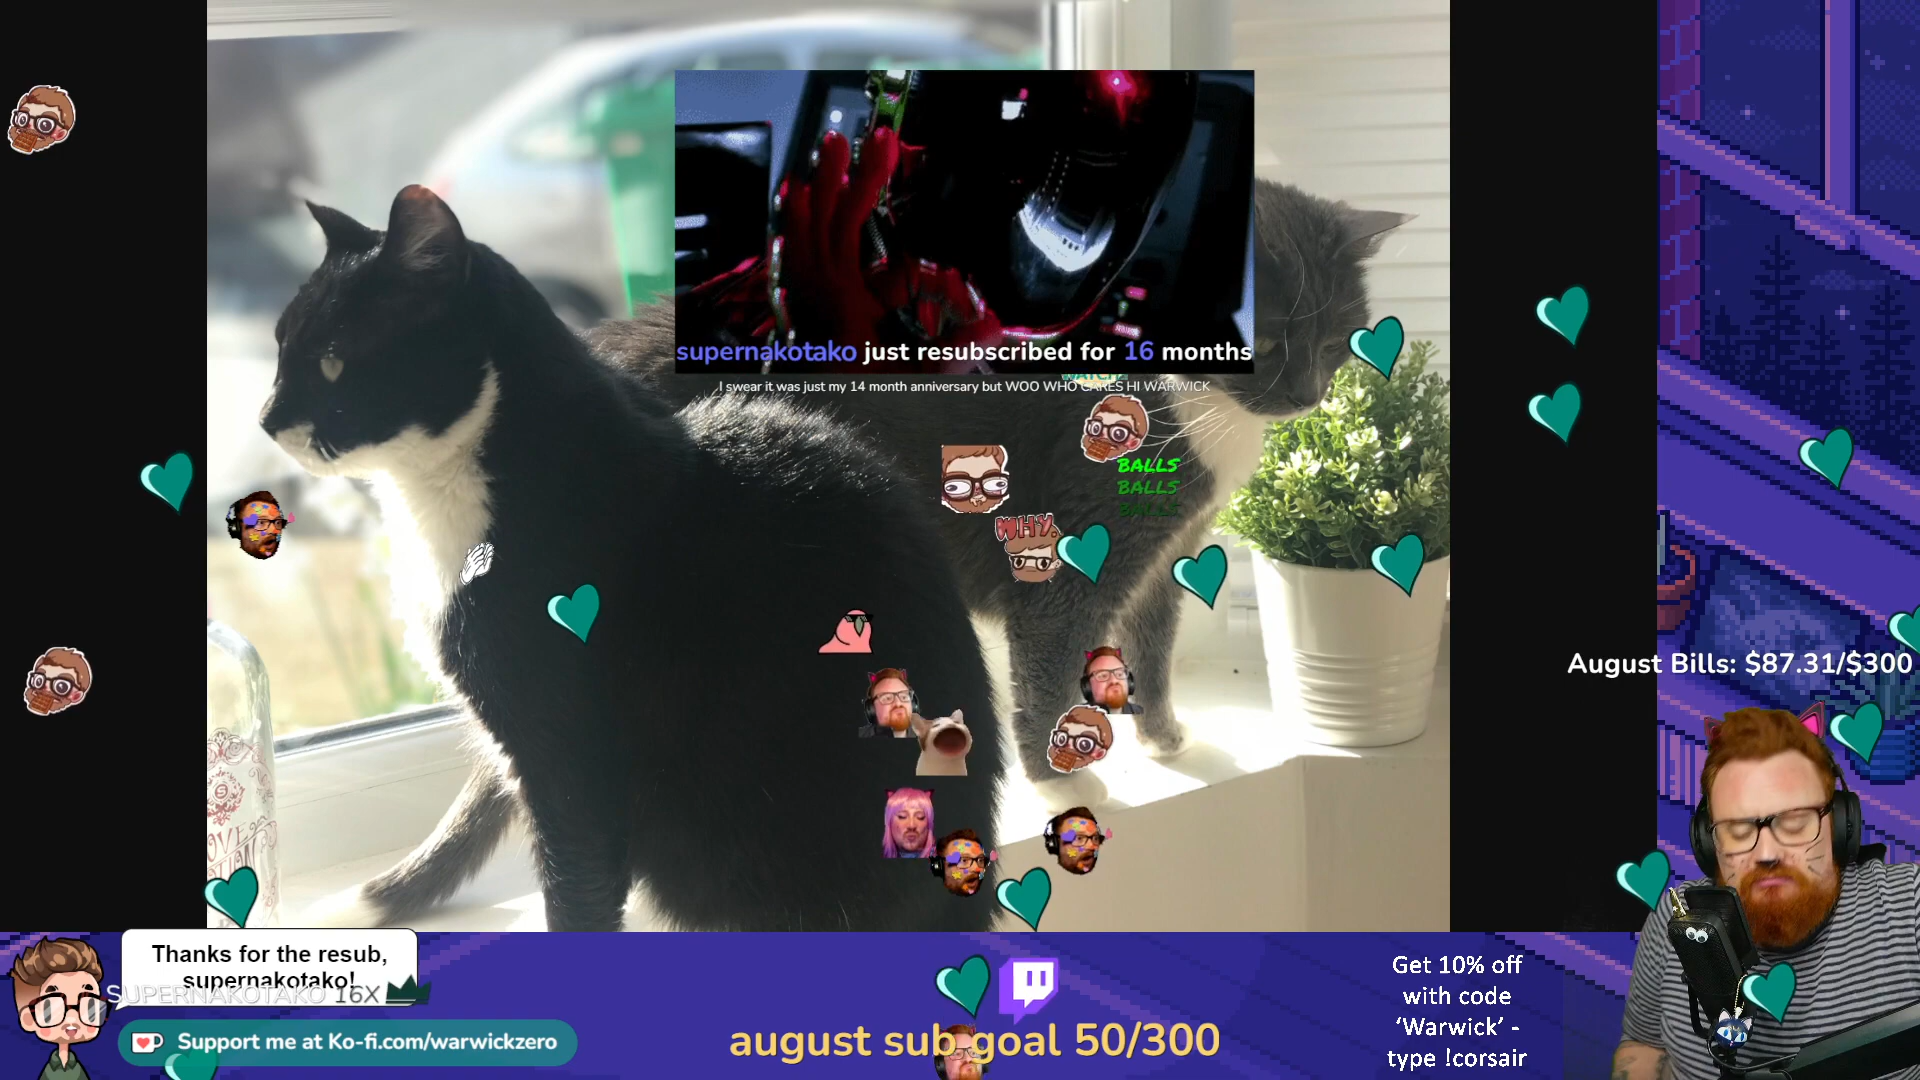 supernakotako just resubscribed for 16 months
I swear it was just my 14 month anniversary but WOO WHO CARES HI WARWICK
BALLS
BALLS
BALLS
WHY.
August Bills: $87.31/$300
Thanks for the resub,
supernakotako!
SUPERNAKOTAKO 16X
Support me at Ko-fi.com/warwickzero
august sub goal 50/300
Get 10% off
with code
‘Warwick’ -
type !corsair